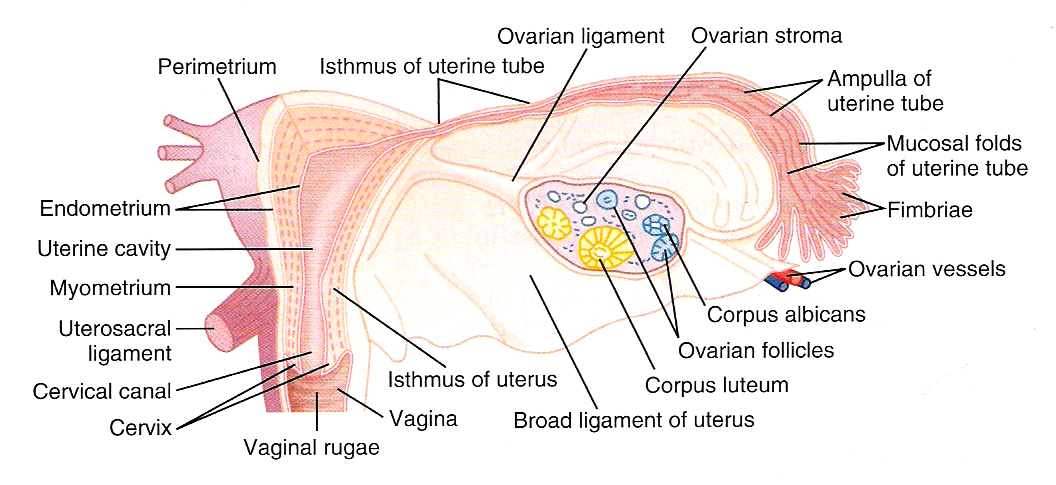 Ovarian ligament
Ovarian stroma
Perimetrium
Isthmus of uterine tube
Ampulla of
uterine tube
Mucosal folds
of uterine tube
Endometrium
Fimbriae
Uterine cavity
Ovarian vessels
Myometrium
Corpus albicans
Uterosacral
ligament
Ovarian follicles
Isthmus of uterus
Corpus luteum
Cervical canal
Vagina
Broad ligament of uterus
Cervix
Vaginal rugae